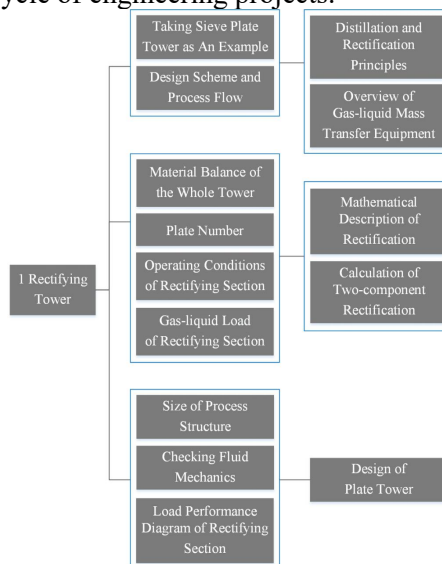 ycle of engineering projects.
Taking Sieve Plate
Tower as An Example
Design Scheme and
Process Flow
Distillation and
Rectification
Principles
Overview of
Gas-liquid Mass
Transfer Equipment
Material Balance of
the Whole Tower
Plate Number
Operating Conditions
of Rectifying Section
Gas-liquid Load
of Rectifying Section
Mathematical
Description of
Rectification
Calculation of
Two-component
Rectification
1 Rectifying
Tower
Size of Process
Structure
Checking Fluid
Mechanics
Load Performance
Diagram of Rectifying
Section
Design of
Plate Tower